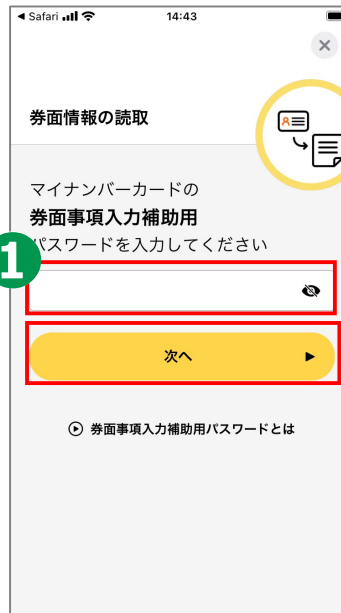 Safari 14:43
券面情報の読取
マイナンバーカードの
券面事項入力補助用
パスワードを入力してください
1
次へ
券面事項入力補助用パスワードとは